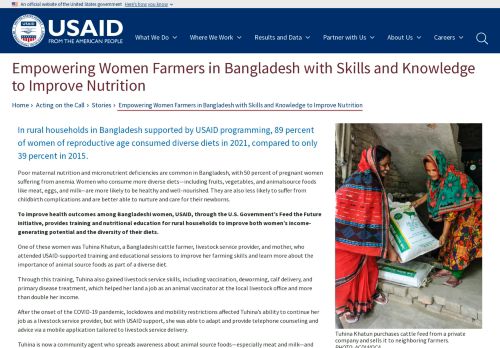 An official website of the United States government Here's how you know
USAID
FROM THE AMERICAN PEOPLE
What We Do
Where We Work
Results and Data
Partner with Us
About Us
Careers
Empowering Women Farmers in Bangladesh with Skills and Knowledge
to Improve Nutrition
Home › Acting on the Call › Stories › Empowering Women Farmers in Bangladesh with Skills and Knowledge to Improve Nutrition
In rural households in Bangladesh supported by USAID programming, 89 percent
of women of reproductive age consumed diverse diets in 2021, compared to only
39 percent in 2015.
Poor maternal nutrition and micronutrient deficiencies are common in Bangladesh, with 50 percent of pregnant women
suffering from anemia. Women who consume more diverse diets—including fruits, vegetables, and animalsource foods
like meat, eggs, and milk—are more likely to be healthy and well-nourished. They are also less likely to suffer from
childbirth complications and are better able to nurture and care for their newborns.
To improve health outcomes among Bangladeshi women, USAID, through the U.S. Government's Feed the Future
initiative, provides training and nutritional education for rural households to improve both women's income-
generating potential and the diversity of their diets.
One of these women was Tuhina Khatun, a Bangladeshi cattle farmer, livestock service provider, and mother, who
attended USAID-supported training and educational sessions to improve her farming skills and learn more about the
importance of animal source foods as part of a diverse diet.
Through this training, Tuhina also gained livestock service skills, including vaccination, deworming, calf delivery, and
primary disease treatment, which helped her land a job as an animal vaccinator at the local livestock office and more
than double her income.
After the onset of the COVID-19 pandemic, lockdowns and mobility restrictions affected Tuhina's ability to continue her
job as a livestock service provider, but with USAID support, she was able to adapt and provide telephone counseling and
advice via a mobile application tailored to livestock service delivery.
Tuhina is now a community agent who spreads awareness about animal source foods—especially meat and milk—and
Tuhina Khatun purchases cattle feed from a private
company and sells it to neighboring farmers.
PHOTO: ACDI/VOCA